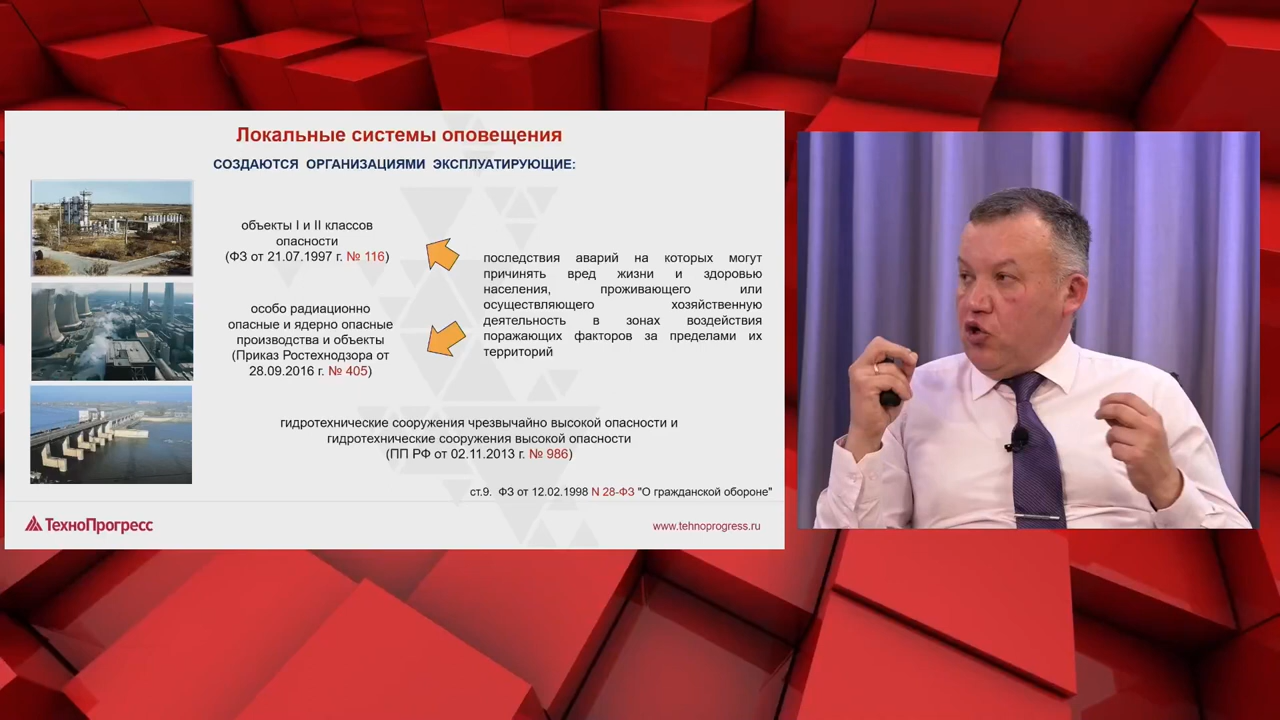 Локальные системы оповещения
СОЗДАЮТСЯ ОРГАНИЗАЦИЯМИ ЭКСПЛУАТИРУЮЩИЕ:
объекты I и II классов
опасности
(ФЗ от 21.07.1997 г. № 116)
особо радиационно
опасные и ядерно опасные
производства и объекты
(Приказ Ростехнодзора от
28.09.2016 г. № 405)
последствия аварий на которых могут
причинять вред жизни и здоровью
населения, проживающего или
осуществляющего хозяйственную
деятельность в зонах воздействия
поражающих факторов за пределами их
территорий
гидротехнические сооружения чрезвычайно высокой опасности и
гидротехнические сооружения высокой опасности
(ПП РФ от 02.11.2013 г. № 986)
ст.9. ФЗ от 12.02.1998 N 28-ФЗ "О гражданской обороне"
ТехноПрогресс
www.tehnoprogress.ru